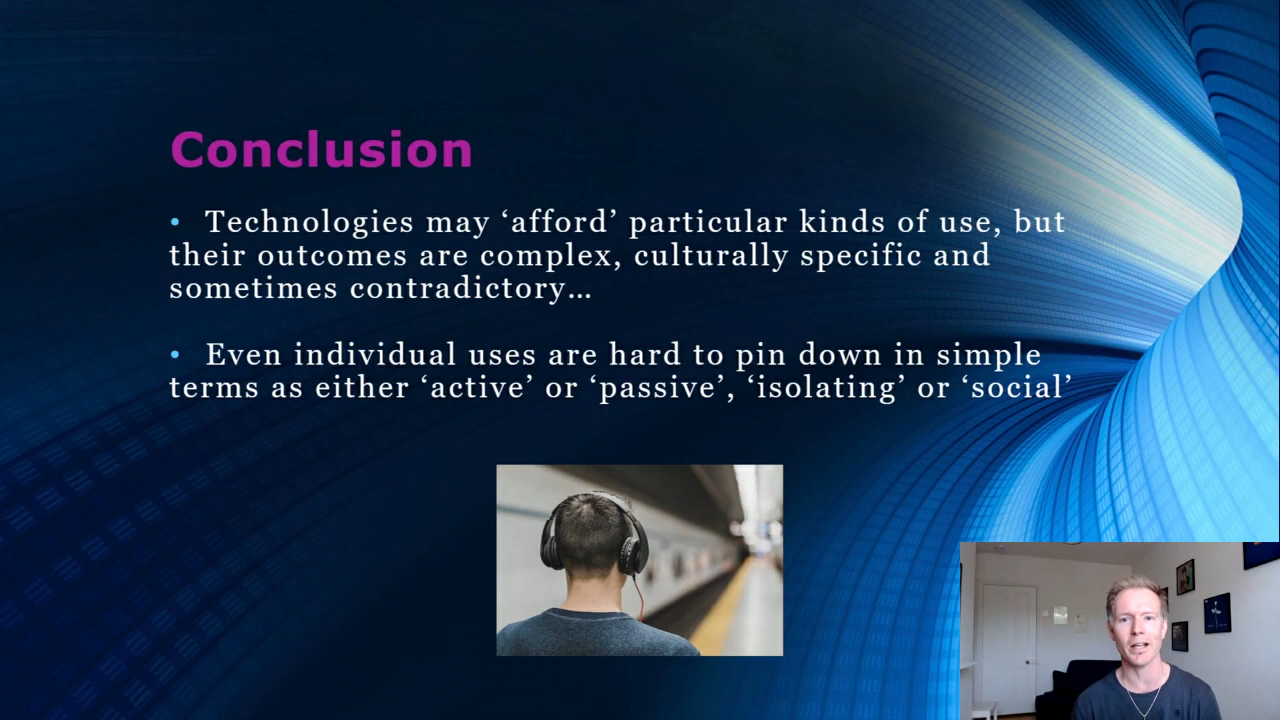 Conclusion
• Technologies may ‘afford’ particular kinds of use, but
their outcomes are complex, culturally specific and
sometimes contradictory…
• Even individual uses are hard to pin down in simple
terms as either ‘active’ or ‘passive’, ‘isolating’ or ‘social’